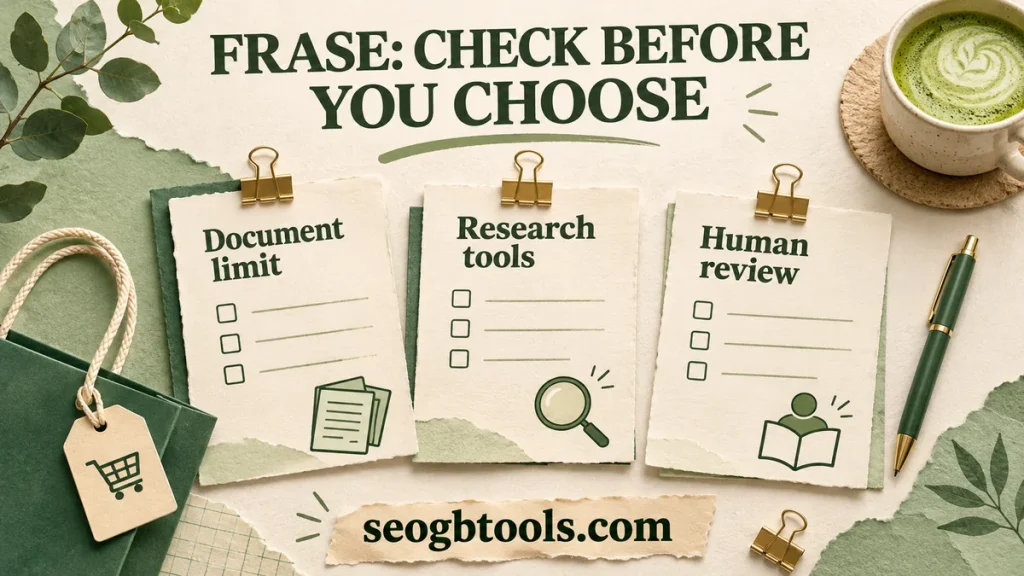 FRASE: CHECK BEFORE
YOU CHOOSE
Document
limit
Research
tools
Human
review
seogbtools.com